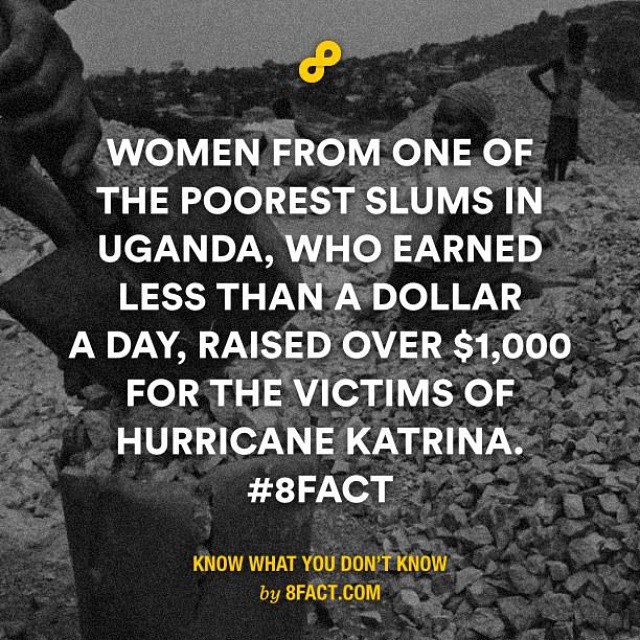 WOMEN FROM ONE OF
THE POOREST SLUMS IN
UGANDA, WHO EARNED
LESS THAN A DOLLAR
A DAY, RAISED OVER $1,000
FOR THE VICTIMS OF
HURRICANE KATRINA.
#8FACT
KNOW WHAT YOU DON'T KNOW
by 8FACT.COM